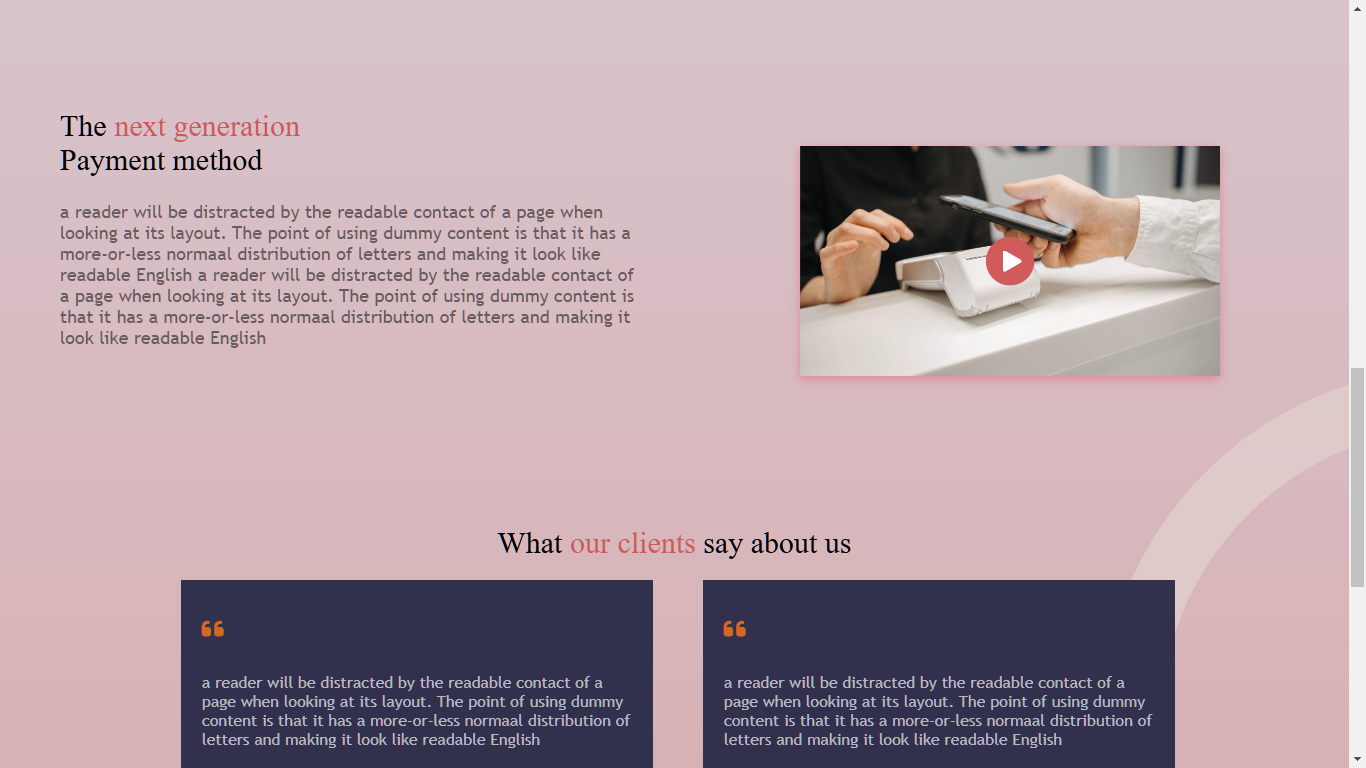 The next generation
Payment method
a reader will be distracted by the readable contact of a page when
looking at its layout. The point of using dummy content is that it has a
more-or-less normaal distribution of letters and making it look like
readable English a reader will be distracted by the readable contact of
a page when looking at its layout. The point of using dummy content is
that it has a more-or-less normaal distribution of letters and making it
look like readable English
What our clients say about us
a reader will be distracted by the readable contact of a
page when looking at its layout. The point of using dummy
content is that it has a more-or-less normaal distribution of
letters and making it look like readable English
a reader will be distracted by the readable contact of a
page when looking at its layout. The point of using dummy
content is that it has a more-or-less normaal distribution of
letters and making it look like readable English